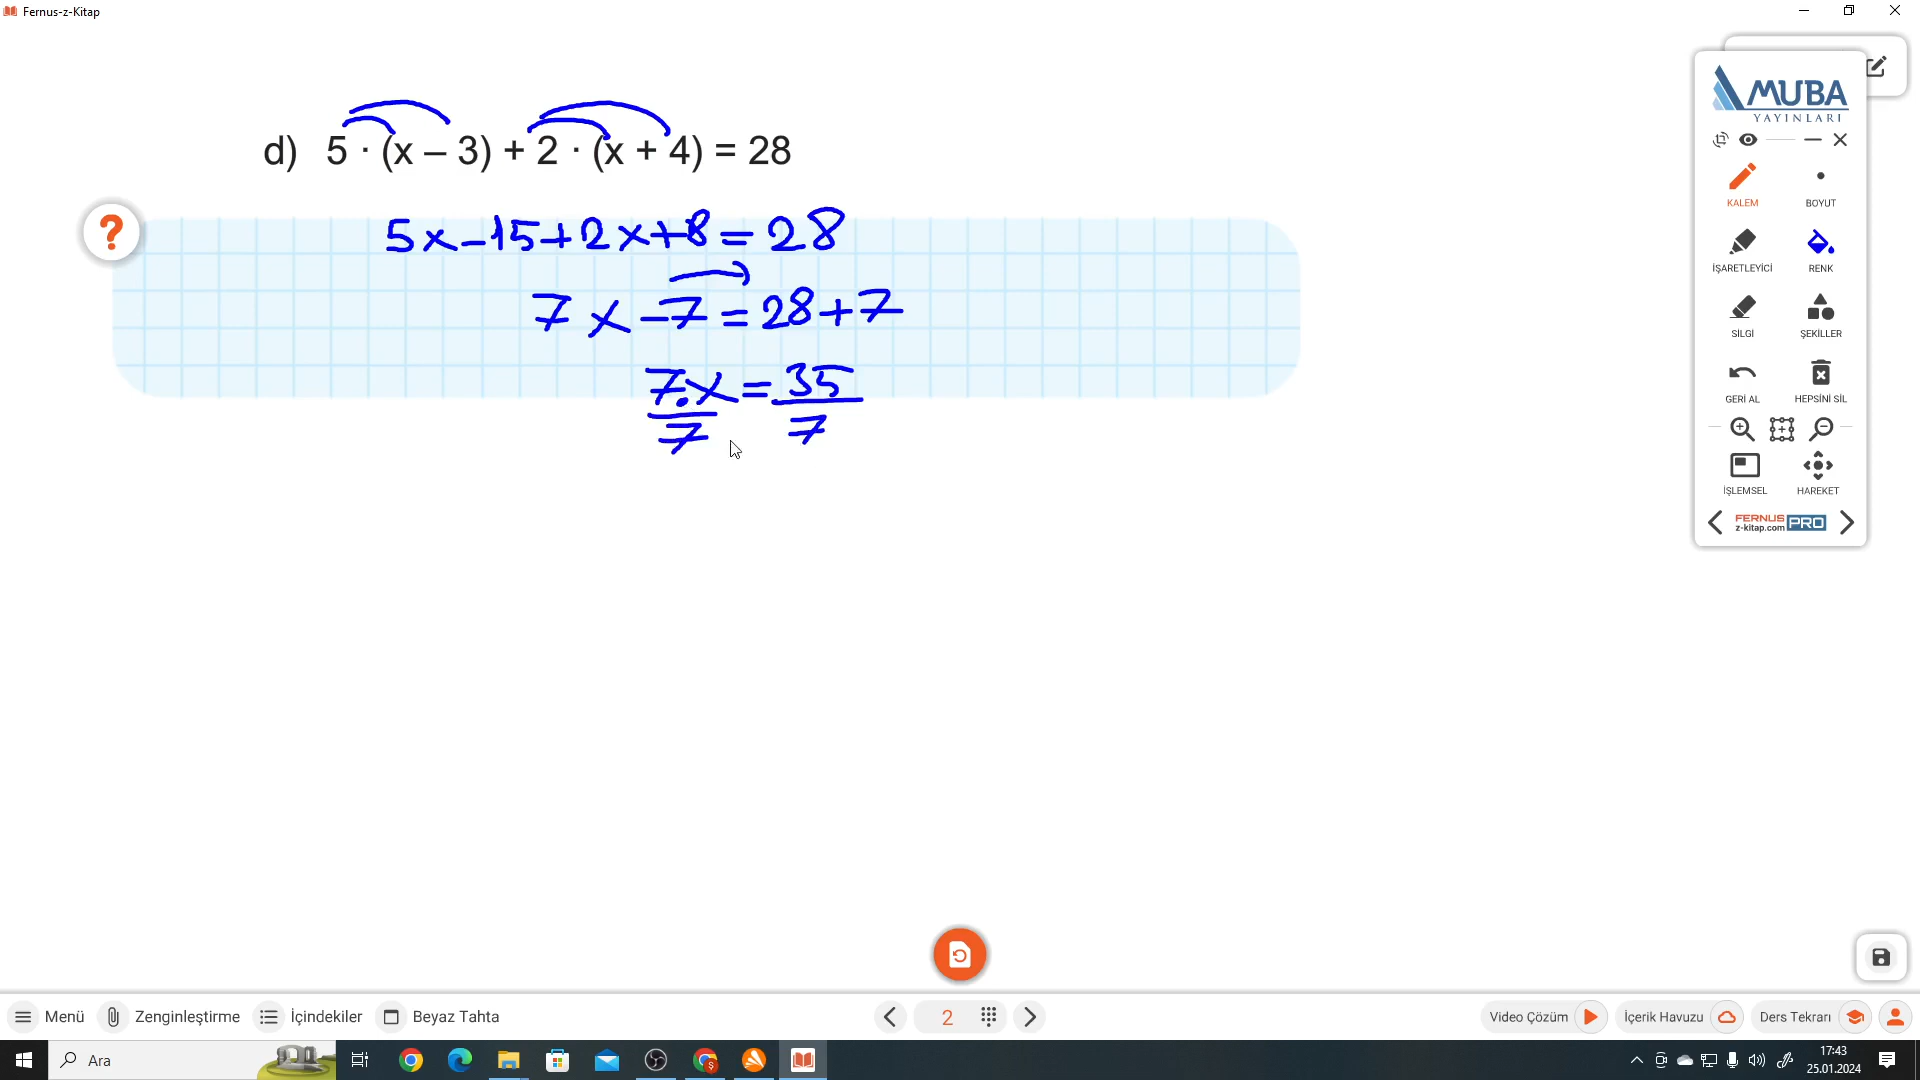 Fernus-z-Kitap
d) 5 · (x – 3) + 2 · (x + 4) = 28
?
5x-15+2x+8=28
7x-7=28+7
7.x=35
7 7
MUBA
YAYINLARI
KALEM BOYUT
İŞARETLEYİCİ RENK
SİLGİ ŞEKİLLER
GERİ AL HEPSİNİ SİL
İŞLEMSEL HAREKET
FERNUS PRO
z-kitap.com
Menü Zenginleştirme İçindekiler Beyaz Tahta 2 Video Çözüm İçerik Havuzu Ders Tekrarı
Ara 17:43
25.01.2024